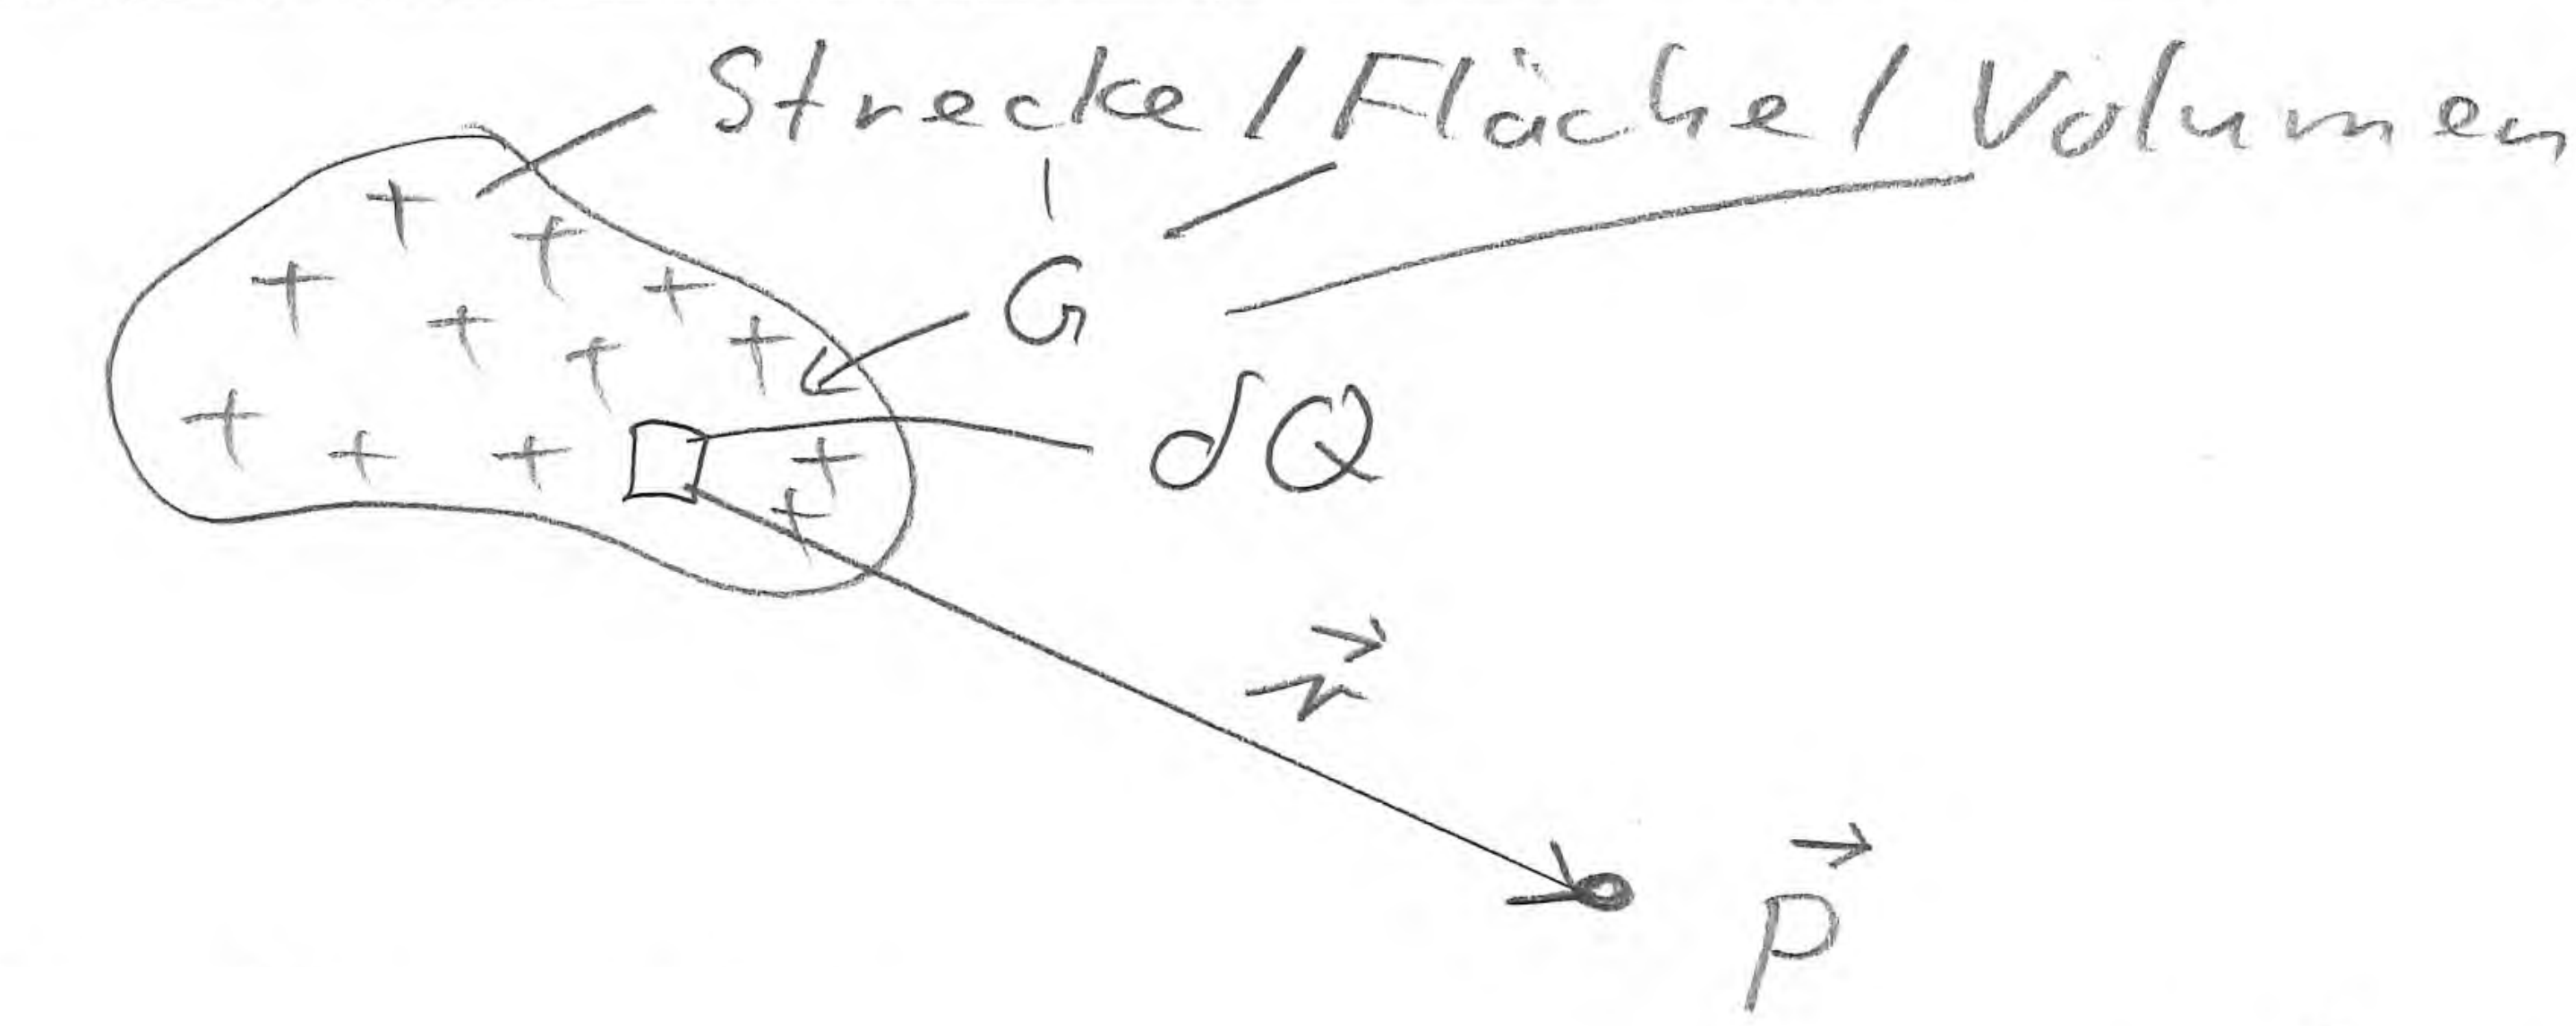 Strecke / Fläche / Volumen
G
dQ
r⃗
p⃗